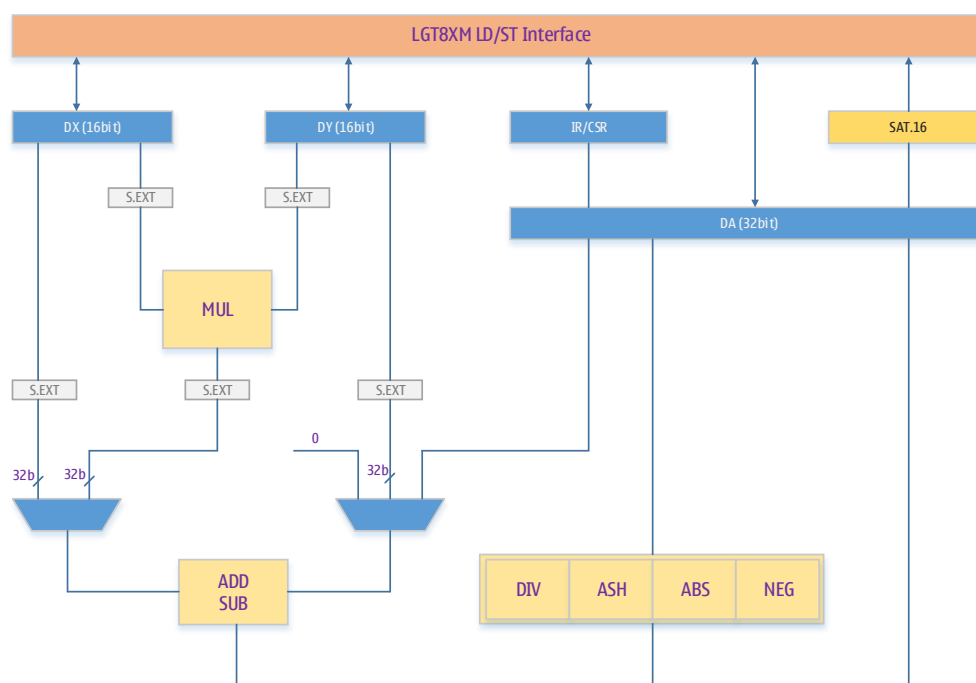 LGT8XM LD/ST Interface
DX (16bit)
DY (16bit)
IR/CSR
SAT.16
S.EXT
S.EXT
DA (32bit)
MUL
S.EXT
S.EXT
S.EXT
0
32b
32b
32b
ADD
SUB
DIV
ASH
ABS
NEG